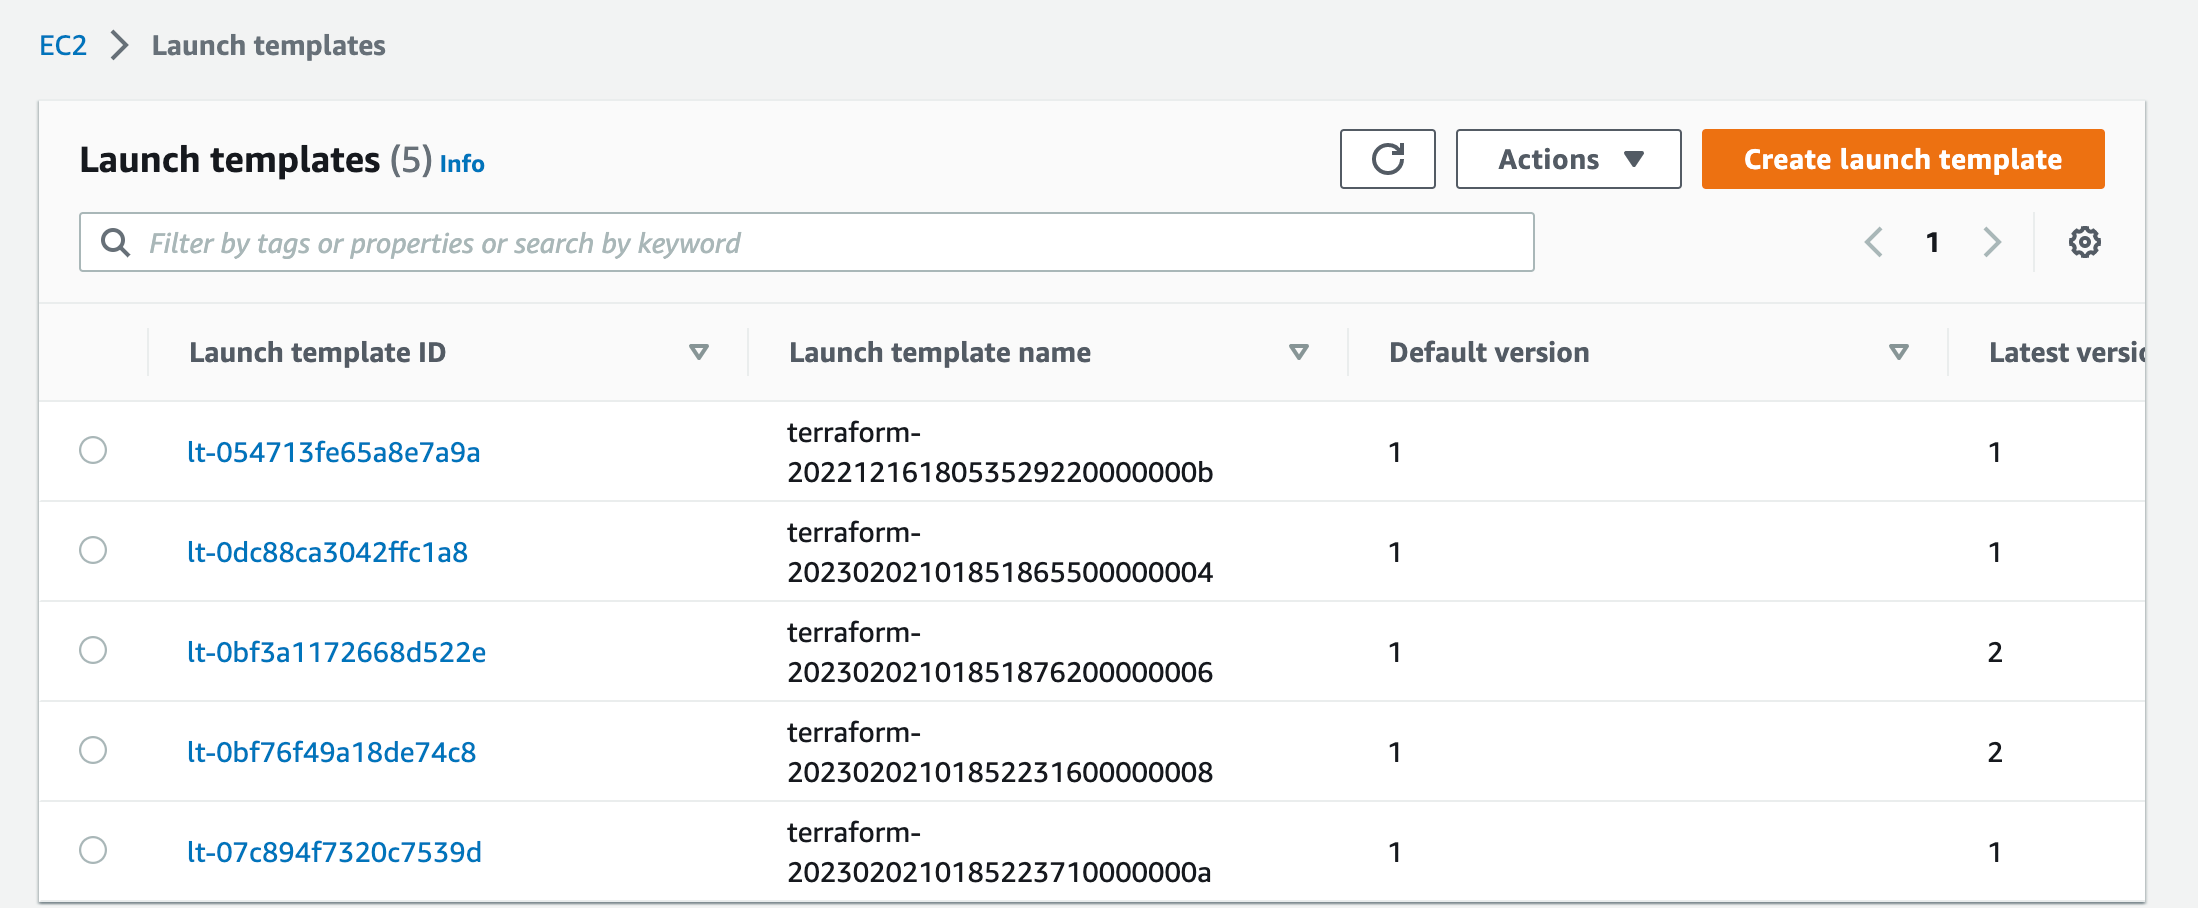 EC2 > Launch templates
Launch templates (5) Info
Actions
Create launch template
Filter by tags or properties or search by keyword
1
Launch template ID
Launch template name
Default version
Latest versio
lt-054713fe65a8e7a9a
terraform-
20221216180535292200000000b
1
1
lt-0dc88ca3042ffc1a8
terraform-
20230202101851865500000004
1
1
lt-0bf3a1172668d522e
terraform-
20230202101851876200000006
1
2
lt-0bf76f49a18de74c8
terraform-
20230202101852231600000008
1
2
lt-07c894f7320c7539d
terraform-
2023020210185223710000000a
1
1